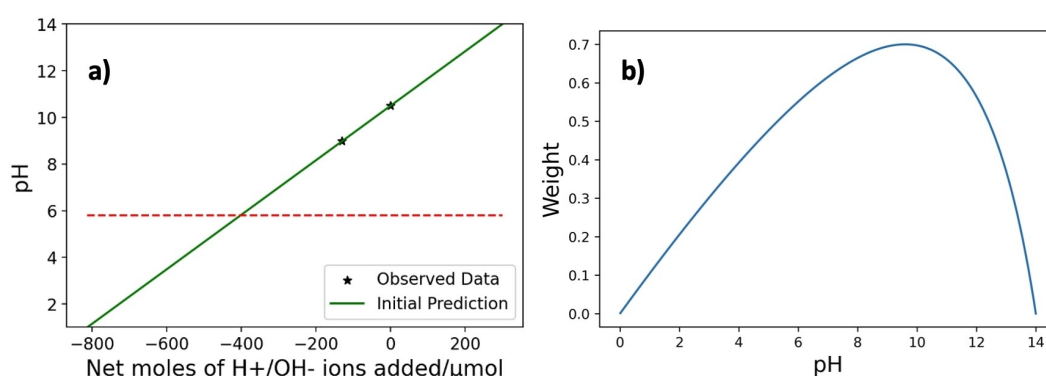 a)
pH
14
12
10
8
6
4
2
−800 −600 −400 −200 0 200
Net moles of H+/OH- ions added/μmol
Observed Data
Initial Prediction
b)
Weight
0.7
0.6
0.5
0.4
0.3
0.2
0.1
0.0
0 2 4 6 8 10 12 14
pH